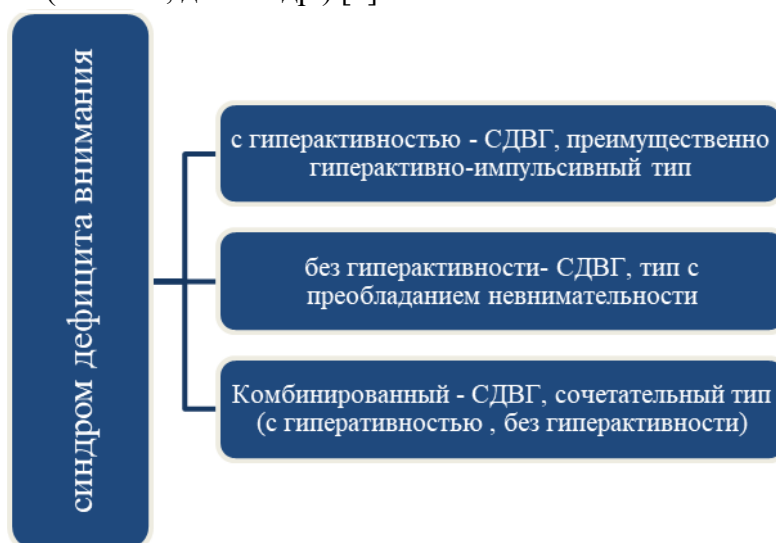 синдром дефицита внимания
с гиперактивностью - СДВГ, преимущественно
гиперактивно-импульсивный тип
без гиперактивности- СДВГ, тип с
преобладанием невнимательности
Комбинированный - СДВГ, сочетательный тип
(с гиперативностью , без гиперактивности)